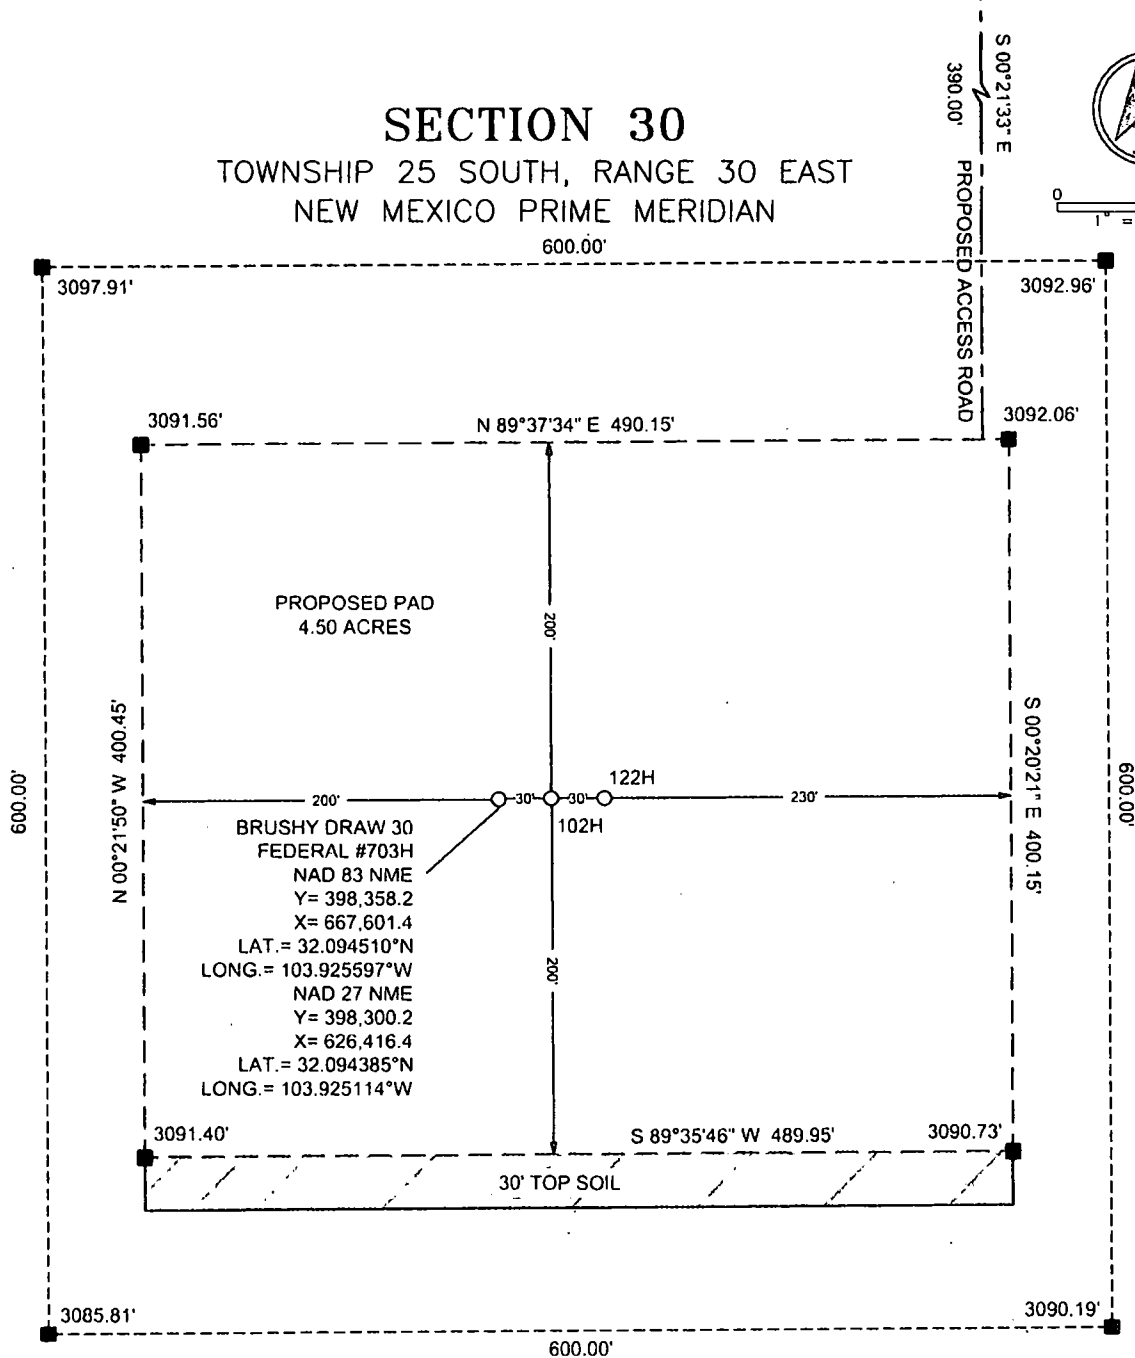 S 00°21'33" E
390.00'
PROPOSED ACCESS ROAD
SECTION 30
TOWNSHIP 25 SOUTH, RANGE 30 EAST
NEW MEXICO PRIME MERIDIAN
0
1" =
600.00'
3097.91'
3092.96'
3091.56'
N 89°37'34" E 490.15'
3092.06'
PROPOSED PAD
4.50 ACRES
200'
N 00°21'50" W 400.45'
S 00°20'21" E 400.15'
600.00'
600.00'
122H
200'
30'
30'
230'
102H
BRUSHY DRAW 30
FEDERAL #703H
NAD 83 NME
Y= 398,358.2
X= 667,601.4
LAT.= 32.094510°N
LONG.= 103.925597°W
NAD 27 NME
Y= 398,300.2
X= 626,416.4
LAT.= 32.094385°N
LONG.= 103.925114°W
200'
3091.40'
S 89°35'46" W 489.95'
3090.73'
30' TOP SOIL
3085.81'
3090.19'
600.00'